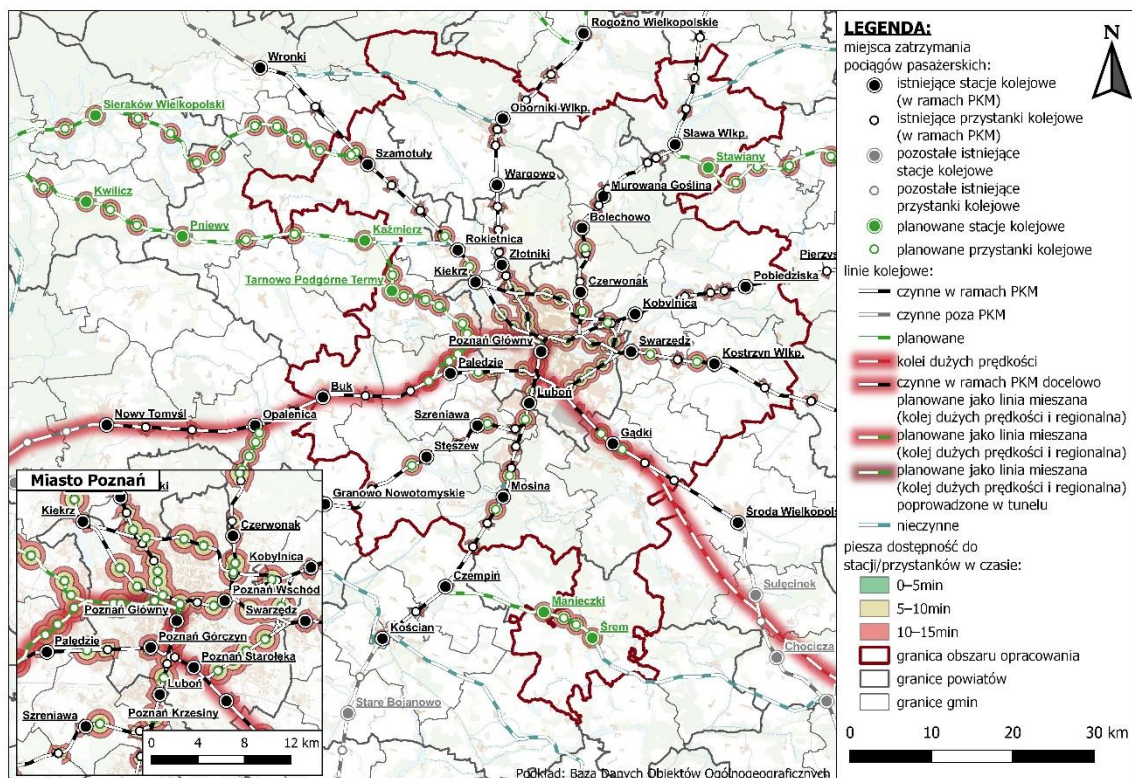 Rogoźno Wielkopolskie
Wronki
Sieraków Wielkopolski
Oborniki Wlkp.
Sława Wlkp.
Szamotuły
Stawiany
Wargowo
Murowana Goślina
Kwilicz
Bolechowo
Pniewy
Kaźmierz
Rokietnica
Złotniki
Pobiedziska
Kiekrz
Czerwonak
Tarnowo Podgórne Termy
Kobylnica
Poznań Główny
Swarzędz
Kostrzyn Wlkp.
Palędzie
Buk
Luboń
Nowy Tomyśl
Opalenica
Szreniawa
Gądki
Stęszew
Mosina
Granowo Nowotomyskie
Środa Wielkopols
Czempiń
Sulęcinek
Manieczki
Śrem
Kościan
Chocicza
Stare Bojanowo
Podkład: Baza Danych Obiektów Ogólnogeograficznych
Miasto Poznań
Kiekrz
Czerwonak
Kobylnica
Poznań Wschód
Poznań Główny
Swarzędz
Palędzie
Poznań Górczyn
Poznań Starołęka
Luboń
Poznań Krzesiny
Szreniawa
0 4 8 12 km
LEGENDA:
N
miejsca zatrzymania
pociągów pasażerskich:
istniejące stacje kolejowe
(w ramach PKM)
istniejące przystanki kolejowe
(w ramach PKM)
pozostałe istniejące
stacje kolejowe
pozostałe istniejące
przystanki kolejowe
planowane stacje kolejowe
planowane przystanki kolejowe
linie kolejowe:
czynne w ramach PKM
czynne poza PKM
planowane
kolei dużych prędkości
czynne w ramach PKM docelowo
planowane jako linia mieszana
(kolej dużych prędkości i regionalna)
planowane jako linia mieszana
(kolej dużych prędkości i regionalna)
planowane jako linia mieszana
(kolej dużych prędkości i regionalna)
poprowadzone w tunelu
nieczynne
piesza dostępność do
stacji/przystanków w czasie:
0–5min
5–10min
10–15min
granica obszaru opracowania
granice powiatów
granice gmin
0 10 20 30 km